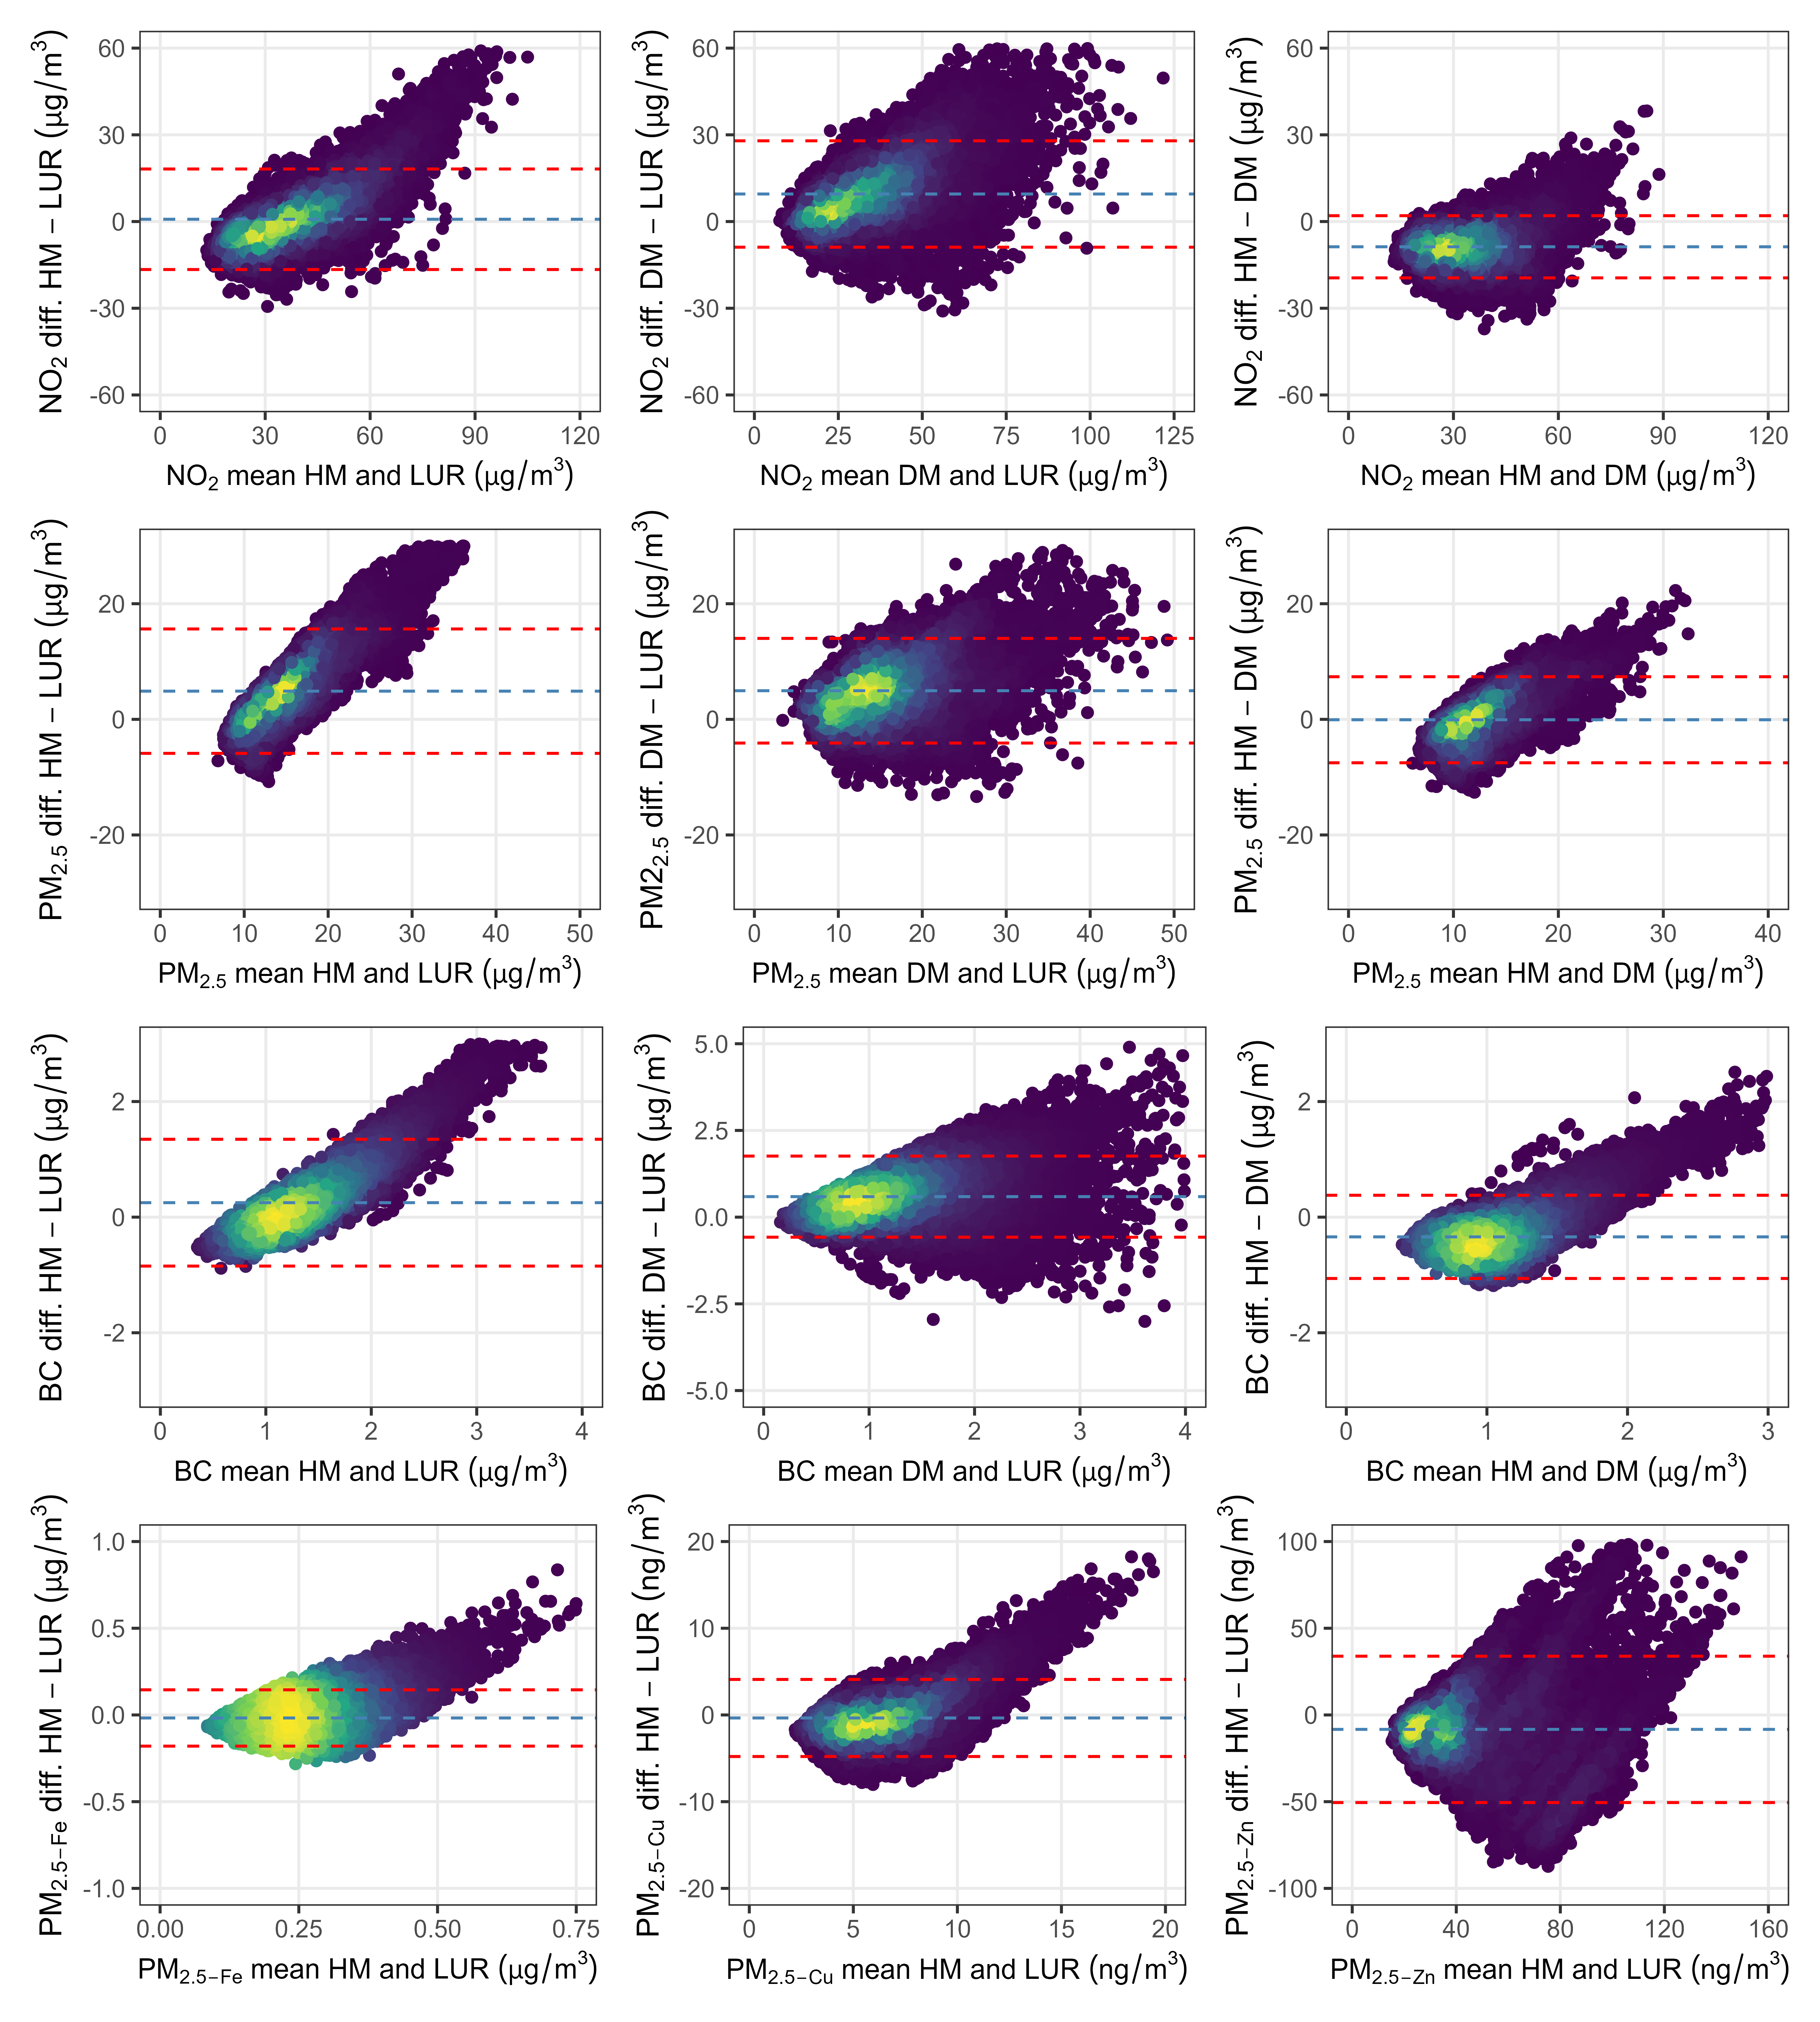 NO2 diff. HM − LUR (μg/m3)
60
30
0
-30
-60
0 30 60 90 120
NO2 mean HM and LUR (μg/m3)
NO2 diff. DM − LUR (μg/m3)
60
30
0
-30
-60
0 25 50 75 100 125
NO2 mean DM and LUR (μg/m3)
NO2 diff. HM − DM (μg/m3)
60
30
0
-30
-60
0 30 60 90 120
NO2 mean HM and DM (μg/m3)
PM2.5 diff. HM − LUR (μg/m3)
20
0
-20
0 10 20 30 40 50
PM2.5 mean HM and LUR (μg/m3)
PM22.5 diff. DM − LUR (μg/m3)
20
0
-20
0 10 20 30 40 50
PM2.5 mean DM and LUR (μg/m3)
PM2.5 diff. HM − DM (μg/m3)
20
0
-20
0 10 20 30 40
PM2.5 mean HM and DM (μg/m3)
BC diff. HM − LUR (μg/m3)
2
0
-2
0 1 2 3 4
BC mean HM and LUR (μg/m3)
BC diff. DM − LUR (μg/m3)
5.0
2.5
0.0
-2.5
-5.0
0 1 2 3 4
BC mean DM and LUR (μg/m3)
BC diff. HM − DM (μg/m3)
2
0
-2
0 1 2 3
BC mean HM and DM (μg/m3)
PM2.5−Fe diff. HM − LUR (μg/m3)
1.0
0.5
0.0
-0.5
-1.0
0.00 0.25 0.50 0.75
PM2.5−Fe mean HM and LUR (μg/m3)
PM2.5−Cu diff. HM − LUR (ng/m3)
20
10
0
-10
-20
0 5 10 15 20
PM2.5−Cu mean HM and LUR (ng/m3)
PM2.5−Zn diff. HM − LUR (ng/m3)
100
50
0
-50
-100
0 40 80 120 160
PM2.5−Zn mean HM and LUR (ng/m3)